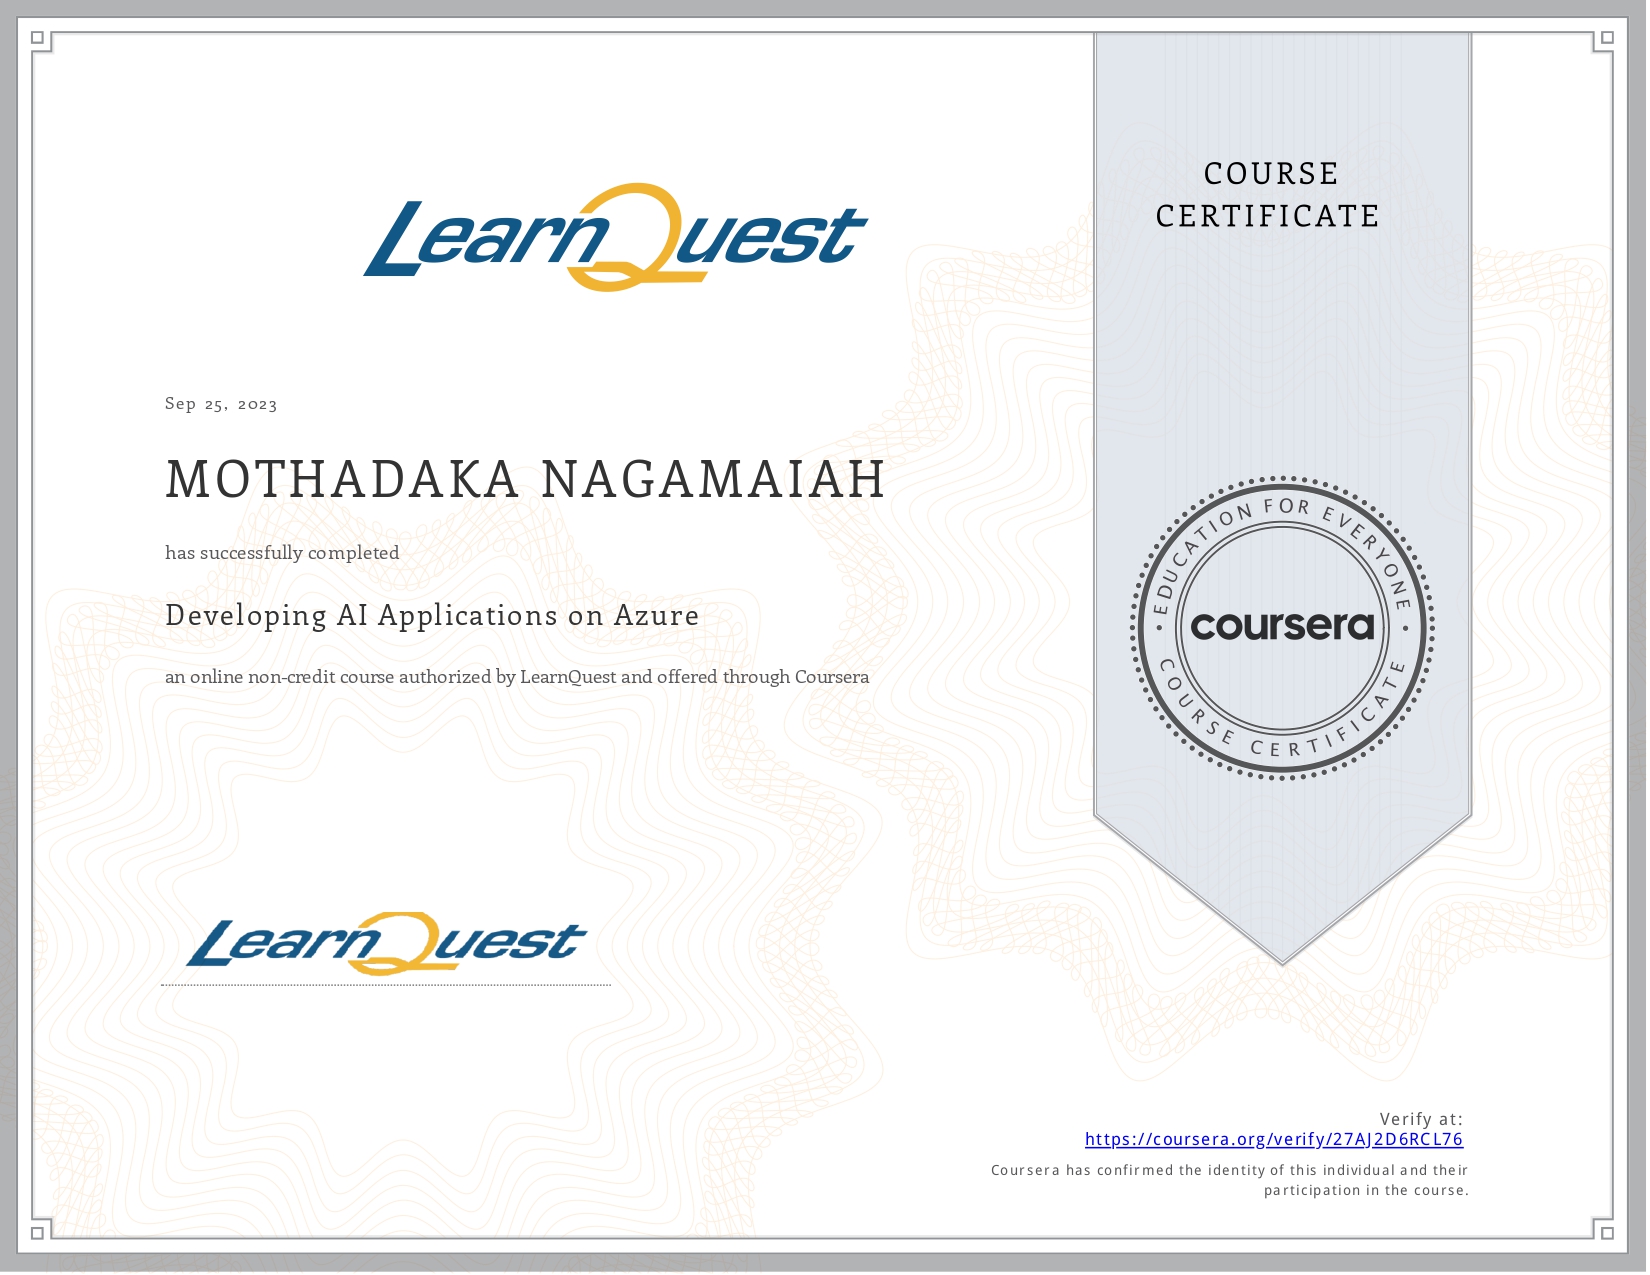 LearnQuest
COURSE
CERTIFICATE
Sep 25, 2023
MOTHADAKA NAGAMAIAH
has successfully completed
Developing AI Applications on Azure
an online non-credit course authorized by LearnQuest and offered through Coursera
EDUCATION FOR EVERYONE
coursera
COURSE CERTIFICATE
LearnQuest
Verify at:
https://coursera.org/verify/27AJ2D6RCL76
Coursera has confirmed the identity of this individual and their
participation in the course.